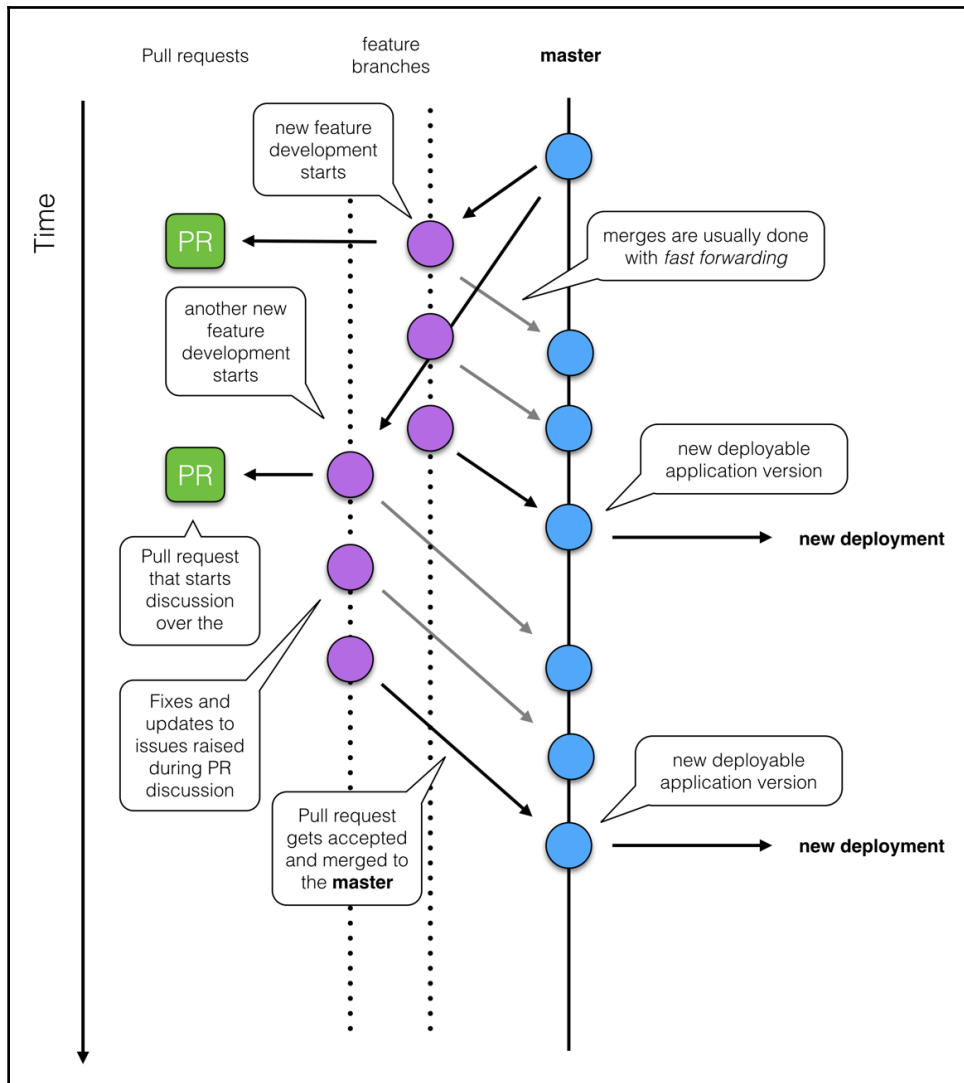 Pull requests
feature
branches
master
Time
new feature
development
starts
PR
merges are usually done
with fast forwarding
another new
feature
development
starts
PR
new deployable
application version
new deployment
Pull request
that starts
discussion
over the
Fixes and
updates to
issues raised
during PR
discussion
new deployable
application version
Pull request
gets accepted
and merged to
the master
new deployment